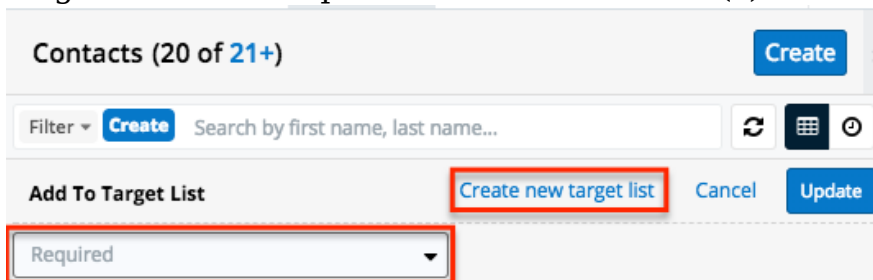 Contacts (20 of 21+)
Create
Filter Create Search by first name, last name...
Add To Target List Create new target list Cancel Update
Required